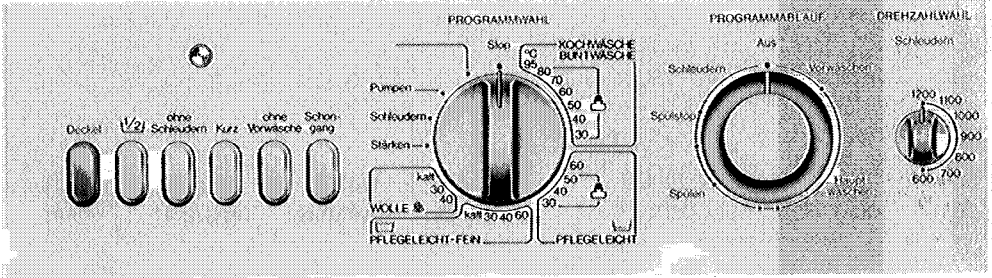 PROGRAMMWAHL
PROGRAMMABLAUF
DREHZAHLWAHL
Deckel
1/2
ohne
Schleudern
Kurz
ohne
Vorwäsche
Schon-
gang
Stop
Pumpen
Schleudern
Stärken
kalt
30
40
WOLLE
KOCHWÄSCHE
BUNTWÄSCHE
°C
95
80
70
60
50
40
30
60
50
40
30
kalt 30 40 60
PFLEGELEICHT-FEIN
PFLEGELEICHT
Aus
Schleudern
Vorwaschen
Spülstop
Spülen
Haupt-
waschen
Schleudern
1200
1100
1000
900
800
700
600